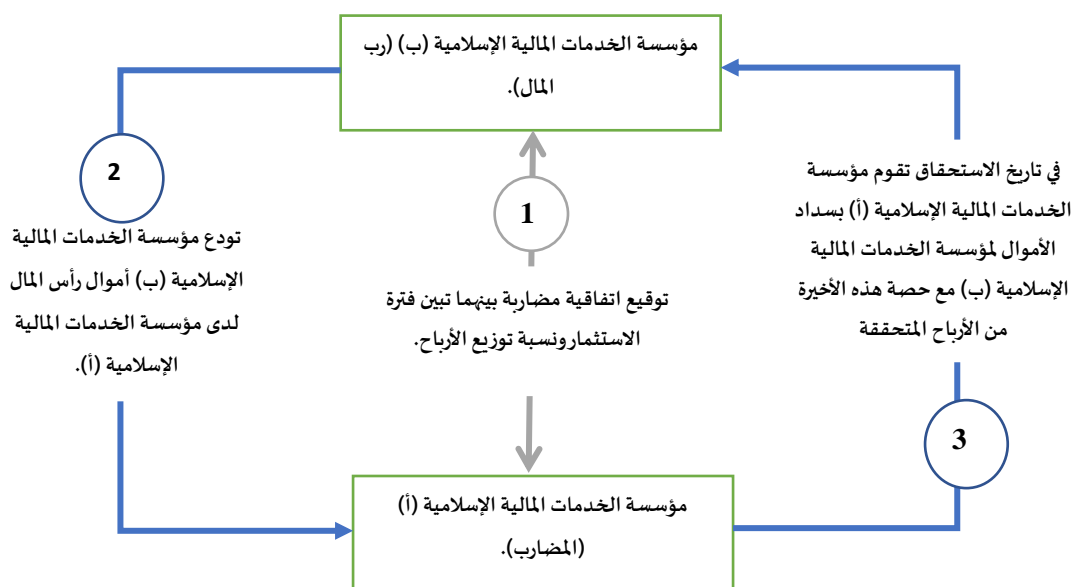 مؤسسة الخدمات المالية الإسلامية (ب) (رب
المال).
1
توقيع اتفاقية مضاربة بينهما تبين فترة
الاستثمار ونسبة توزيع الأرباح.
2
تودع مؤسسة الخدمات المالية
الإسلامية (ب) أموال رأس المال
لدى مؤسسة الخدمات المالية
الإسلامية (أ).
في تاريخ الاستحقاق تقوم مؤسسة
الخدمات المالية الإسلامية (أ) بسداد
الأموال لمؤسسة الخدمات المالية
الإسلامية (ب) مع حصة هذه الأخيرة
من الأرباح المتحققة
3
مؤسسة الخدمات المالية الإسلامية (أ)
(المضارب).